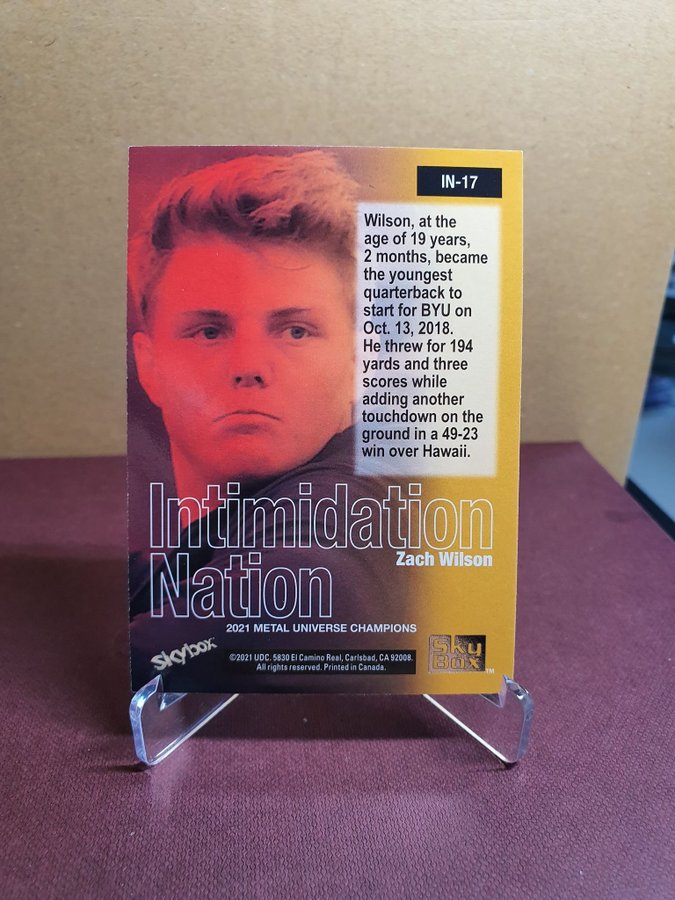 IN-17
Wilson, at the
age of 19 years,
2 months, became
the youngest
quarterback to
start for BYU on
Oct. 13, 2018.
He threw for 194
yards and three
scores while
adding another
touchdown on the
ground in a 49-23
win over Hawaii.
Intimidation
Zach Wilson
Nation
2021 METAL UNIVERSE CHAMPIONS
skybox
©2021 UDC. 5830 El Camino Real, Carlsbad, CA 92008.
All rights reserved. Printed in Canada.
Sky
Box
TM